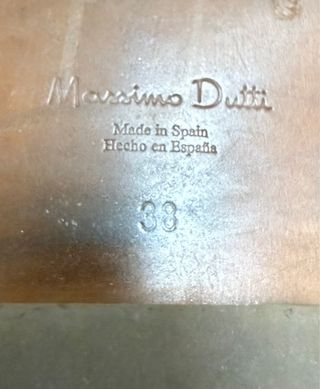 Massimo Dutti
Made in Spain
Hecho en España
38